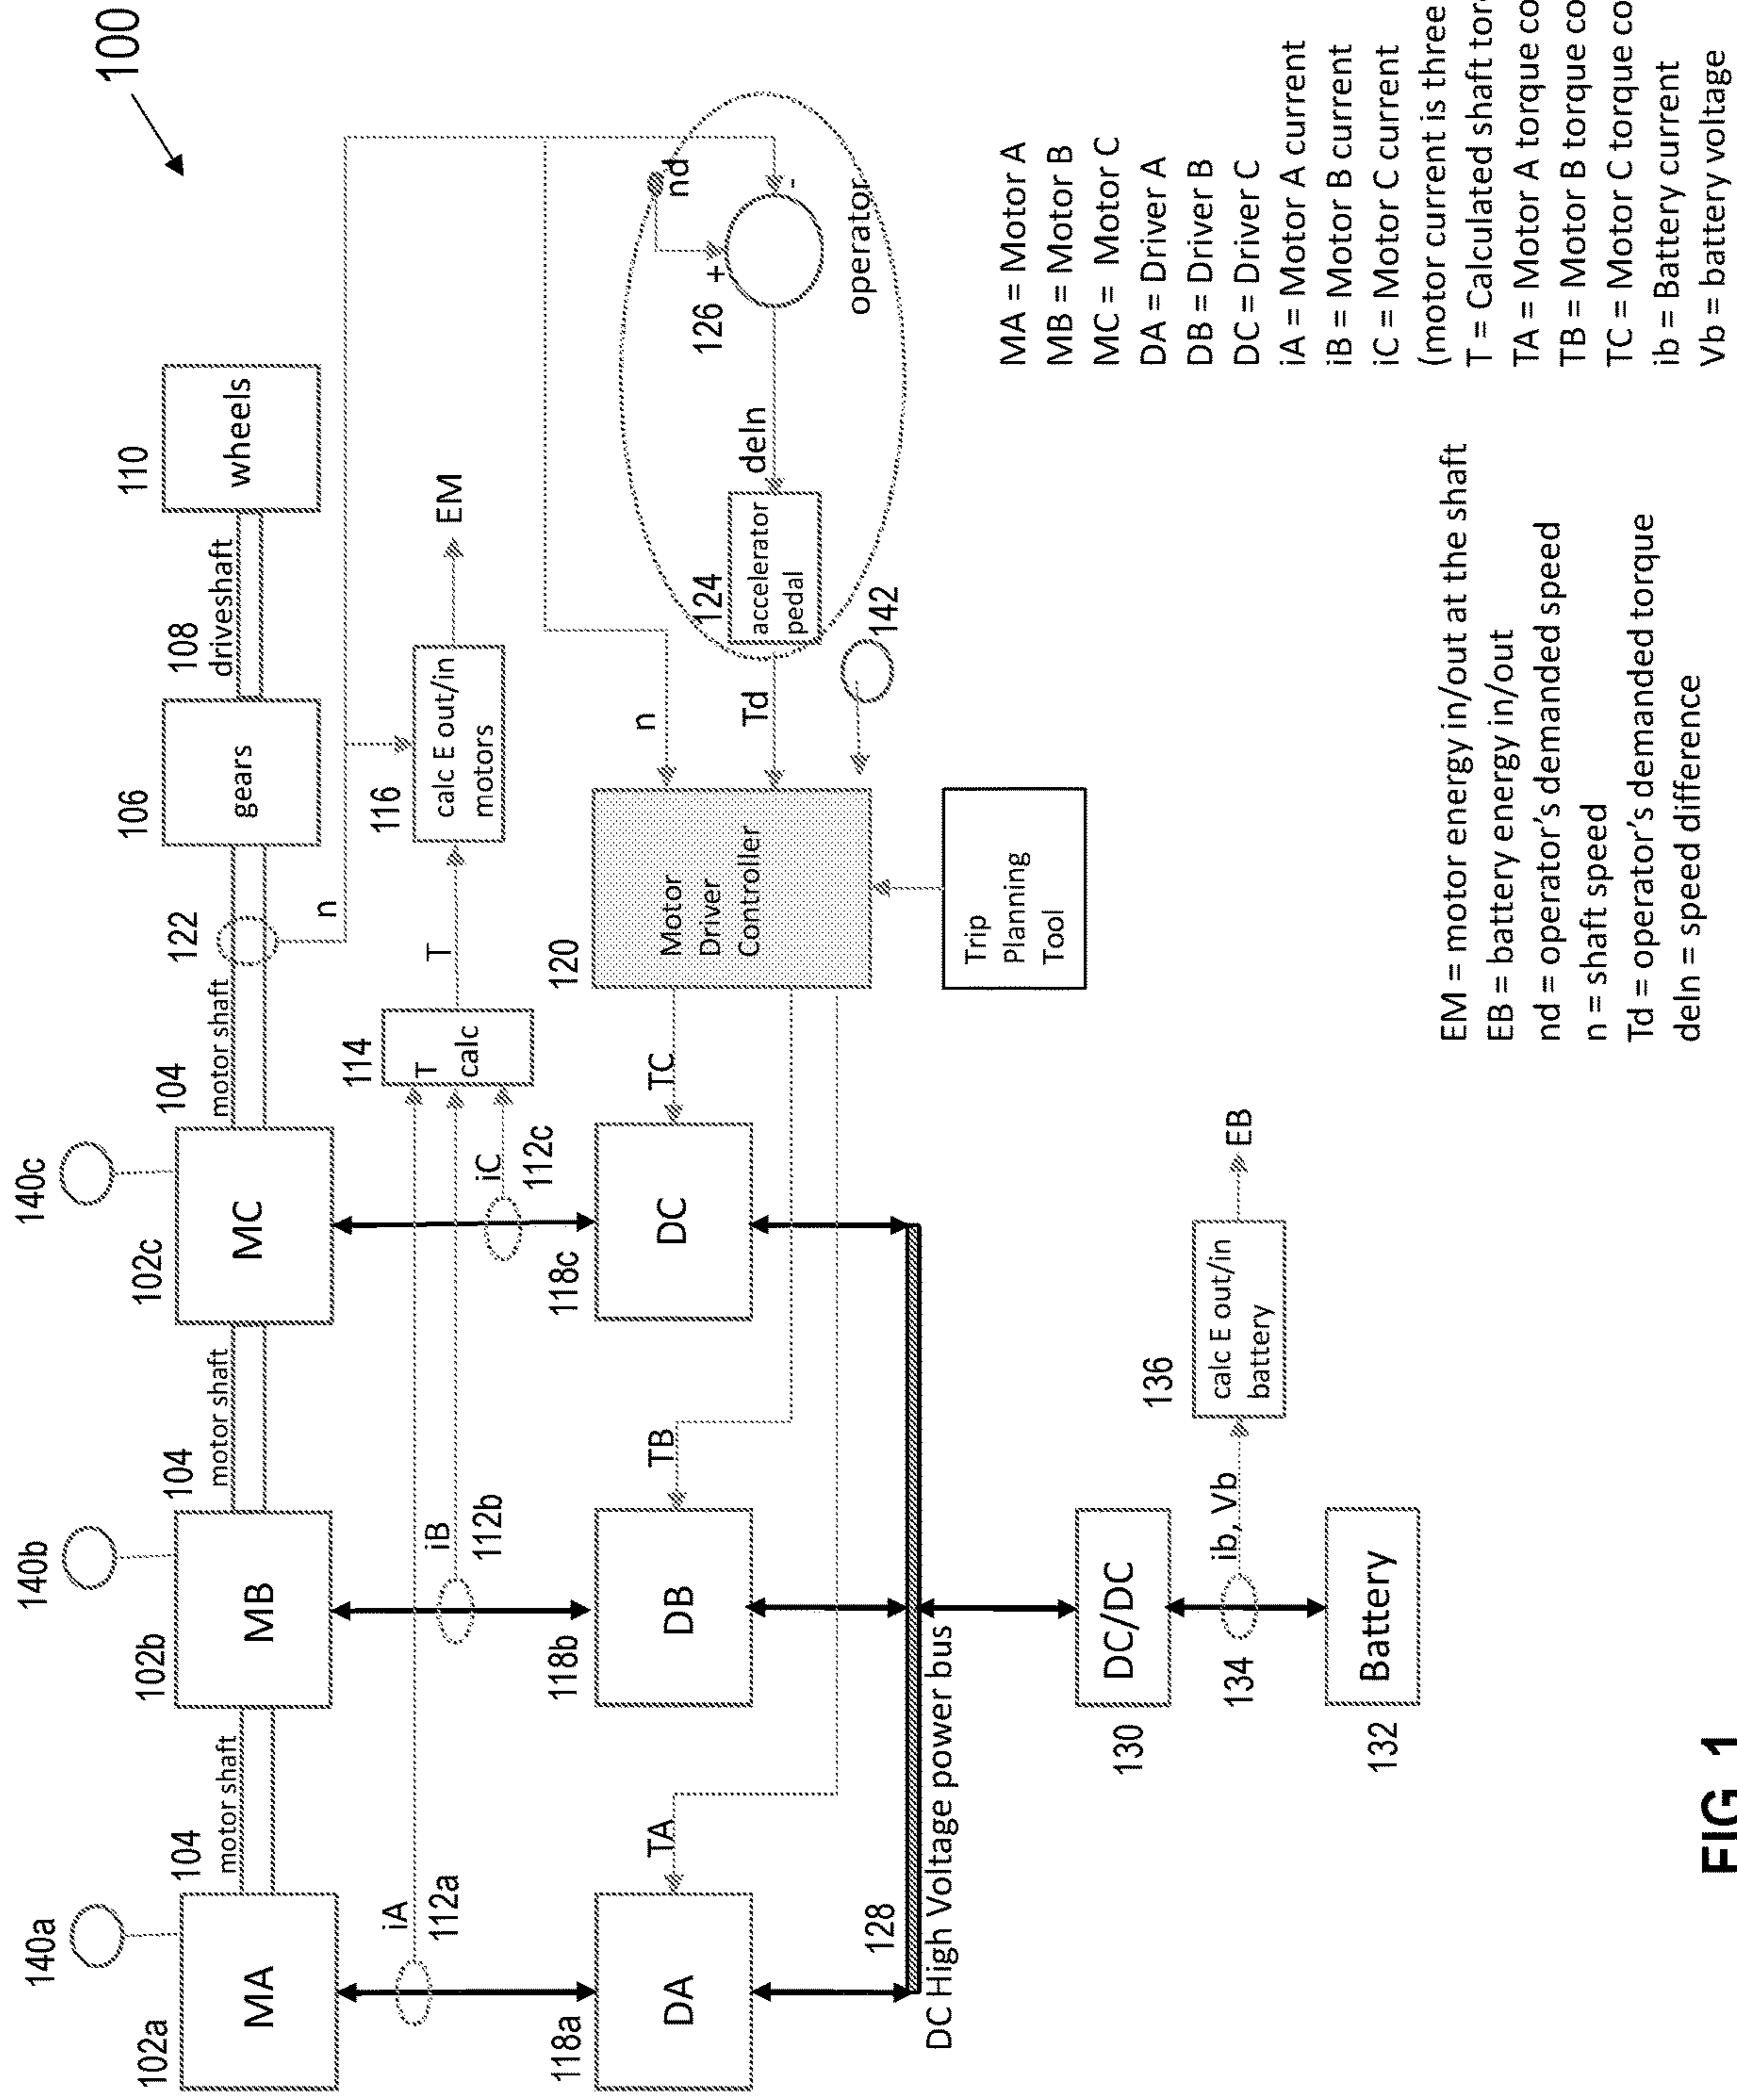 100
140a
140b
140c
102a
MA
104
motor shaft
102b
MB
104
motor shaft
102c
MC
104
motor shaft
122
106
gears
108
driveshaft
110
wheels
n
iA
112a
iB
112b
iC
112c
114
T
calc
T
116
calc E out/in
motors
EM
118a
DA
TA
118b
DB
TB
118c
DC
TC
120
Motor
Driver
Controller
n
Td
142
124
accelerator
pedal
deln
126
+
-
nd
operator
Trip
Planning
Tool
128
DC High Voltage power bus
130
DC/DC
134
ib, Vb
136
calc E out/in
battery
EB
132
Battery
EM = motor energy in/out at the shaft
EB = battery energy in/out
nd = operator's demanded speed
n = shaft speed
Td = operator's demanded torque
deln = speed difference
MA = Motor A
MB = Motor B
MC = Motor C
DA = Driver A
DB = Driver B
DC = Driver C
iA = Motor A current
iB = Motor B current
iC = Motor C current
(motor current is three
T = Calculated shaft
TA = Motor A torque
TB = Motor B torque
TC = Motor C torque
ib = Battery current
Vb = battery voltage
FIG. 1